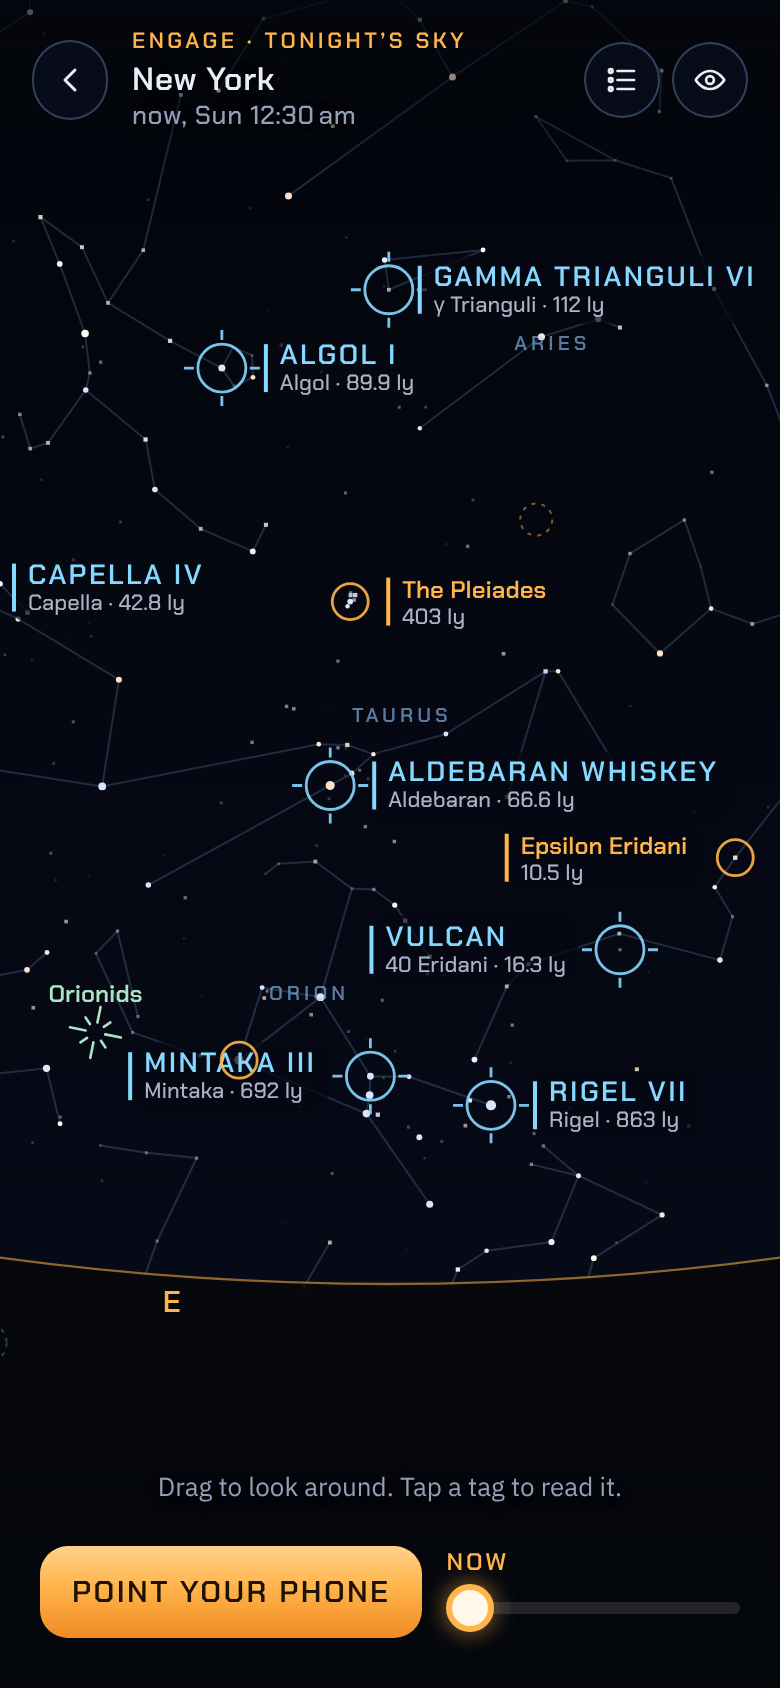 ENGAGE · TONIGHT’S SKY
New York
now, Sun 12:30 am
GAMMA TRIANGULI VI
γ Trianguli · 112 ly
ARIES
ALGOL I
Algol · 89.9 ly
CAPELLA IV
Capella · 42.8 ly
The Pleiades
403 ly
TAURUS
ALDEBARAN WHISKEY
Aldebaran · 66.6 ly
Epsilon Eridani
10.5 ly
VULCAN
40 Eridani · 16.3 ly
Orionids
ORION
MINTAKA III
Mintaka · 692 ly
RIGEL VII
Rigel · 863 ly
E
Drag to look around. Tap a tag to read it.
NOW
POINT YOUR PHONE